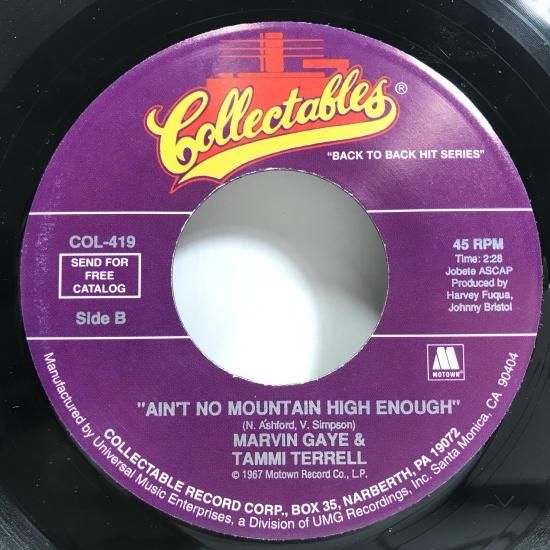 Collectables®
"BACK TO BACK HIT SERIES"
COL-419
SEND FOR
FREE
CATALOG
Side B
45 RPM
Time: 2:28
Jobete ASCAP
Produced by
Harvey Fuqua,
Johnny Bristol
M
MOTOWN®
"AIN'T NO MOUNTAIN HIGH ENOUGH"
(N. Ashford, V. Simpson)
MARVIN GAYE &
TAMMI TERRELL
© 1967 Motown Record Co., L.P.
COLLECTABLE RECORD CORP., BOX 35, NARBERTH, PA 19072
Manufactured by Universal Music Enterprises, a Division of UMG Recordings, Inc. Santa Monica, CA 90404